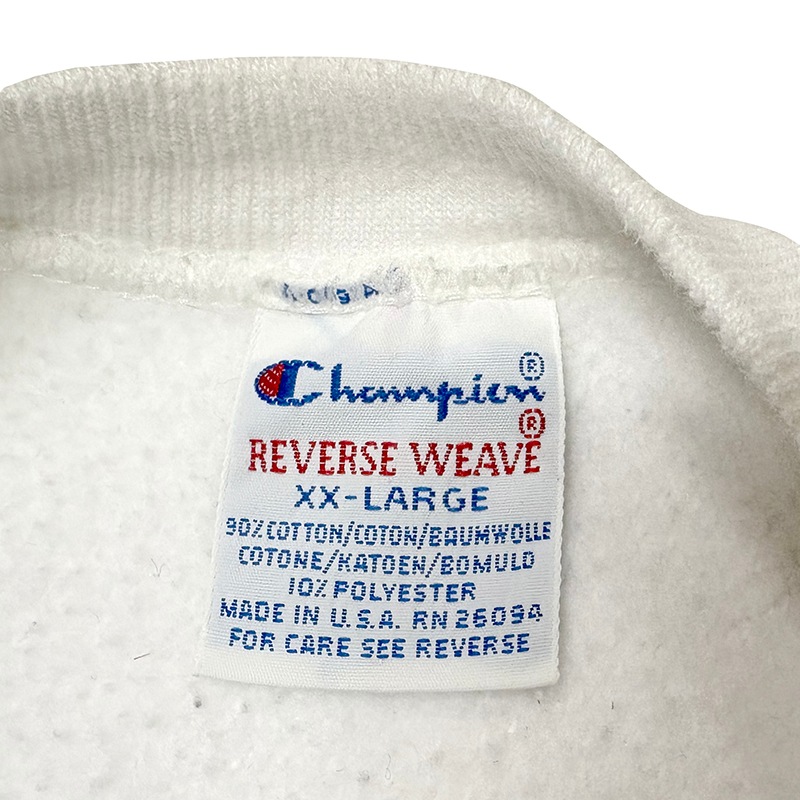 Champion®
REVERSE WEAVE®
XX-LARGE
90% COTTON/COTON/BAUMWOLLE
COTONE/KATOEN/BOMULD
10% POLYESTER
MADE IN U.S.A. RN 26094
FOR CARE SEE REVERSE